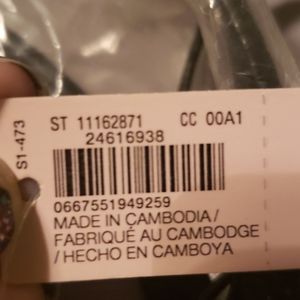 ST 11162871 CC 00A1
24616938
S1-473
0667551949259
MADE IN CAMBODIA /
FABRIQUÉ AU CAMBODGE
/ HECHO EN CAMBOYA